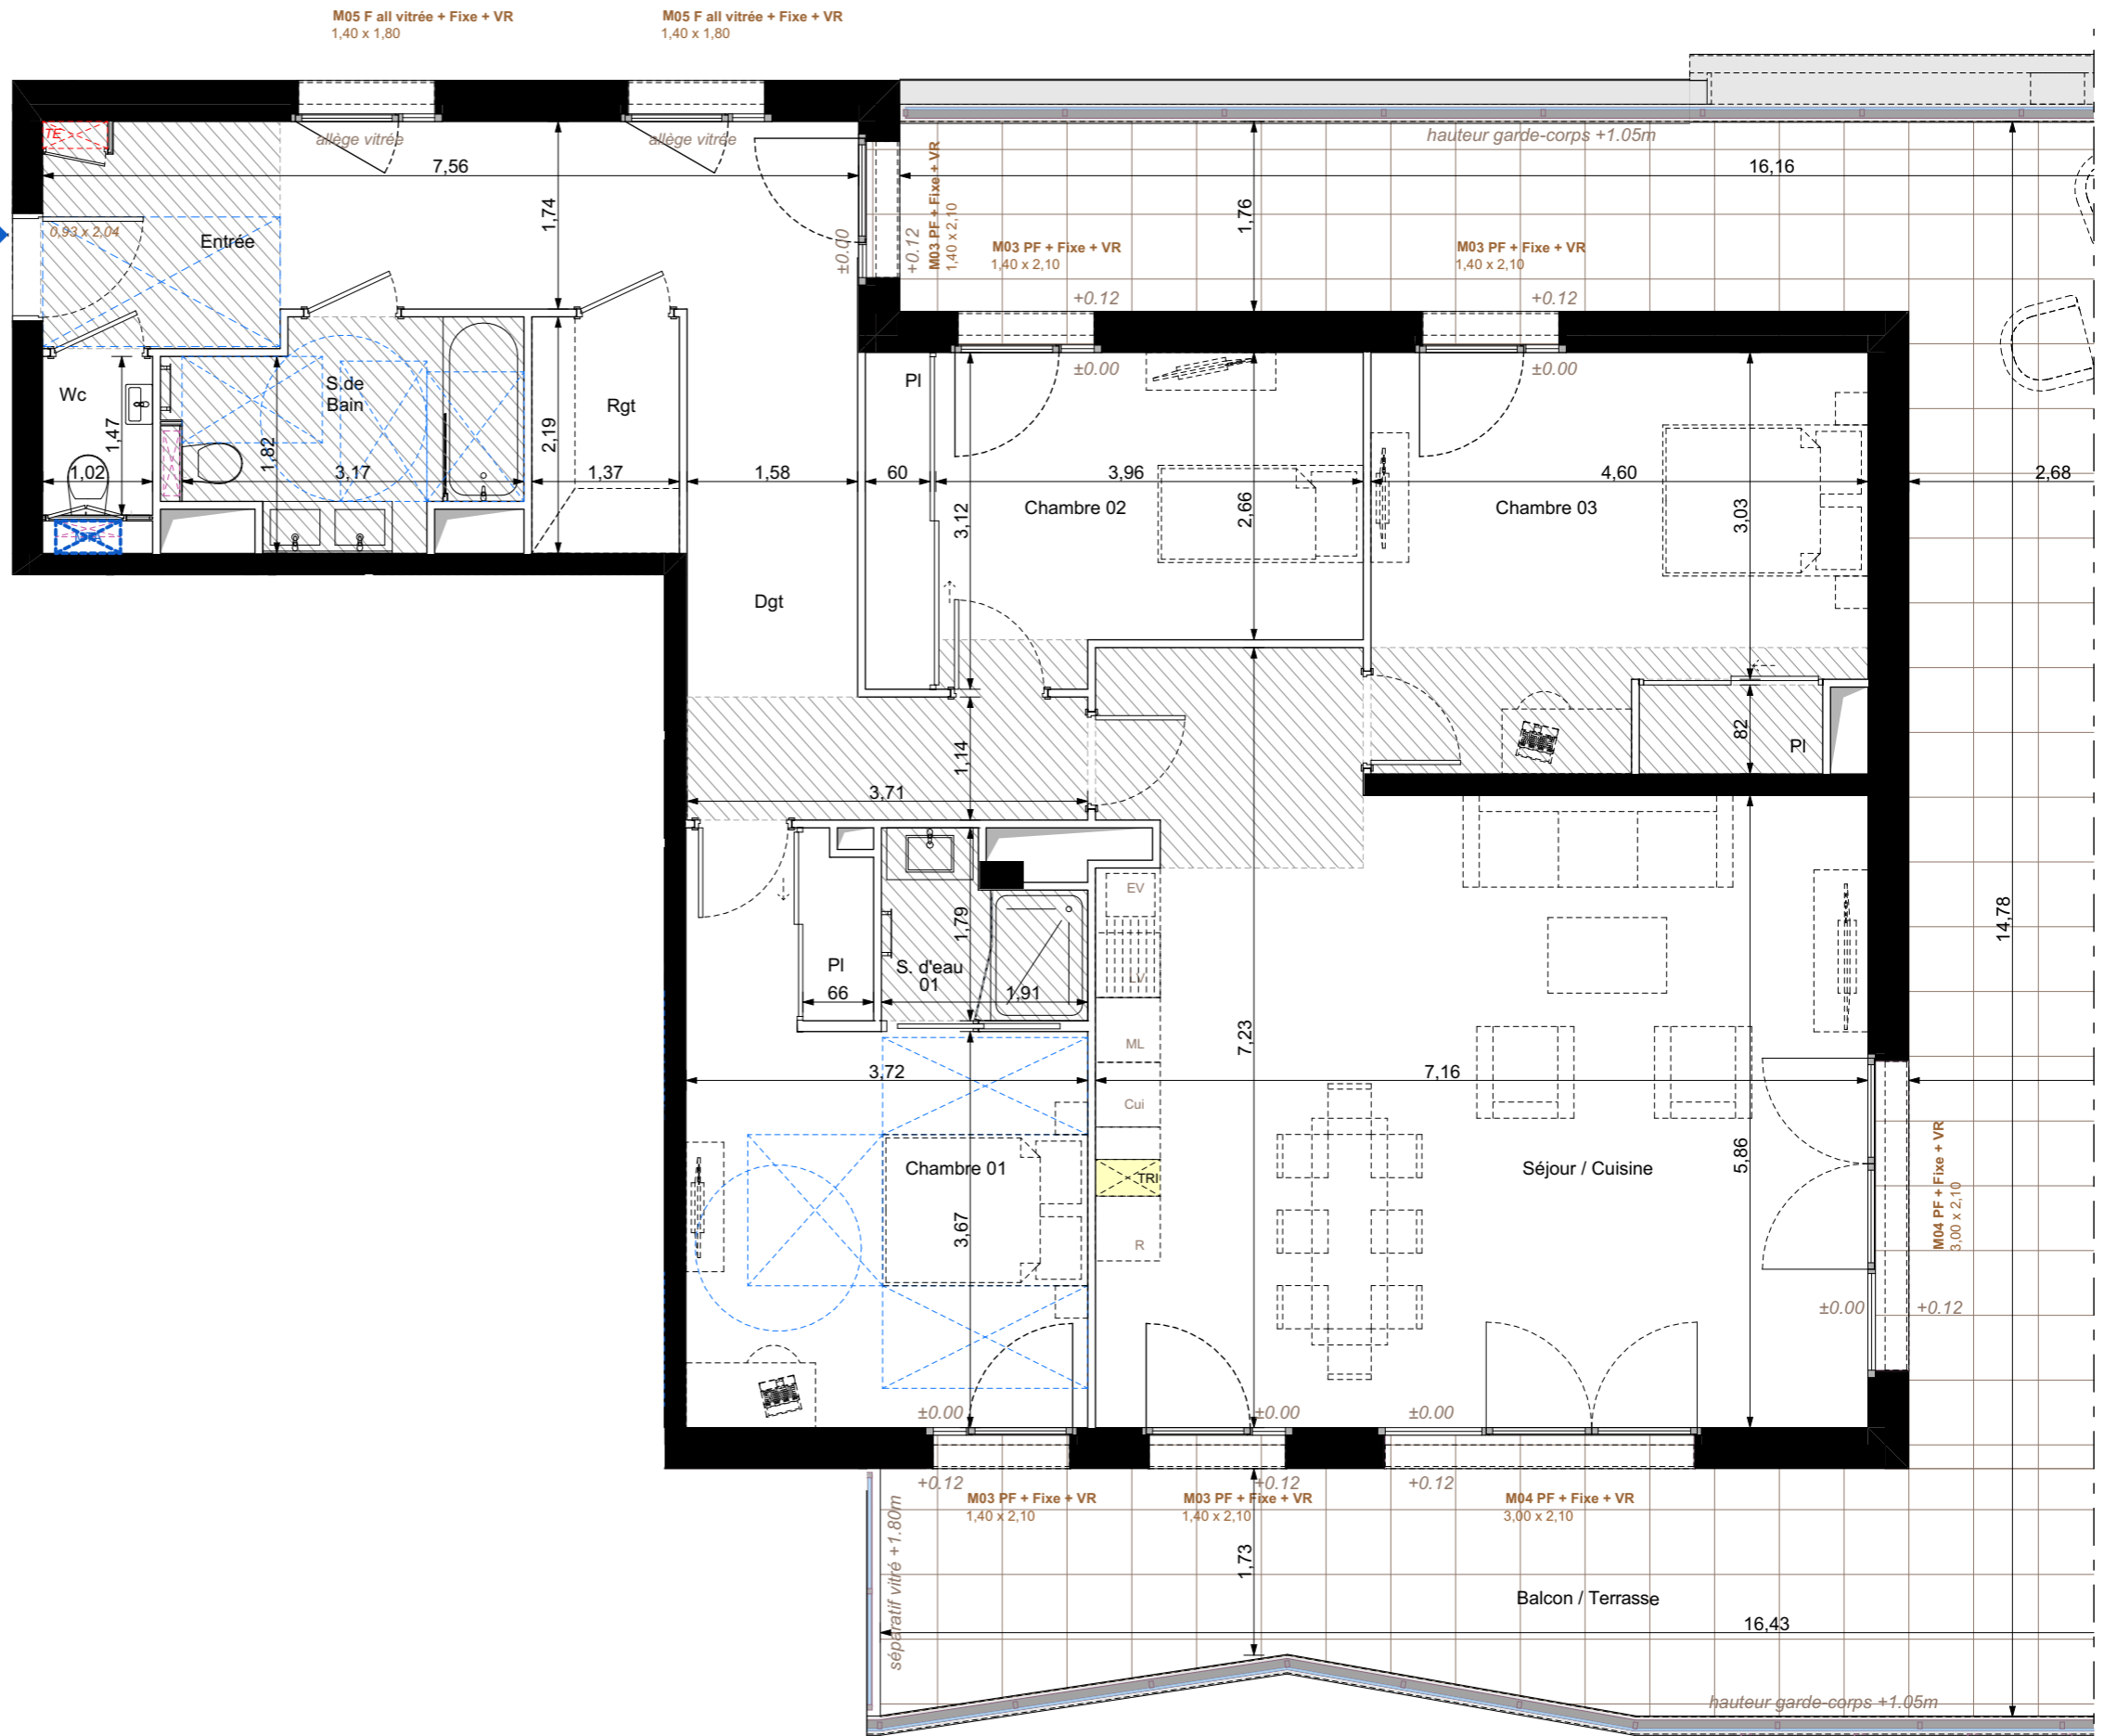 M05 F all vitrée + Fixe + VR
1,40 x 1,80
M05 F all vitrée + Fixe + VR
1,40 x 1,80
TE
allège vitrée
allège vitrée
hauteur garde-corps +1.05m
7,56
16,16
1,74
1,76
0,93 x 2,04
Entrée
±0.00
+0.12
M03 PF + Fixe + VR
1,40 x 2,10
M03 PF + Fixe + VR
1,40 x 2,10
+0.12
M03 PF + Fixe + VR
1,40 x 2,10
+0.12
±0.00
±0.00
Wc
1,47
1,02
S.de
Bain
1,82
3,17
2,19
Rgt
1,37
1,58
Pl
60
3,96
Chambre 02
3,12
2,66
4,60
Chambre 03
3,03
2,68
Dgt
82
Pl
1,14
3,71
14,78
EV
LV
ML
Cui
TRI
R
1,79
Pl
66
S. d'eau
01
1,91
7,23
3,72
7,16
Chambre 01
3,67
Séjour / Cuisine
5,86
M04 PF + Fixe + VR
3,00 x 2,10
±0.00
+0.12
±0.00
±0.00
±0.00
+0.12
+0.12
+0.12
M03 PF + Fixe + VR
1,40 x 2,10
M03 PF + Fixe + VR
1,40 x 2,10
M04 PF + Fixe + VR
3,00 x 2,10
séparatif vitré +1.80m
1,73
Balcon / Terrasse
16,43
hauteur garde-corps +1.05m